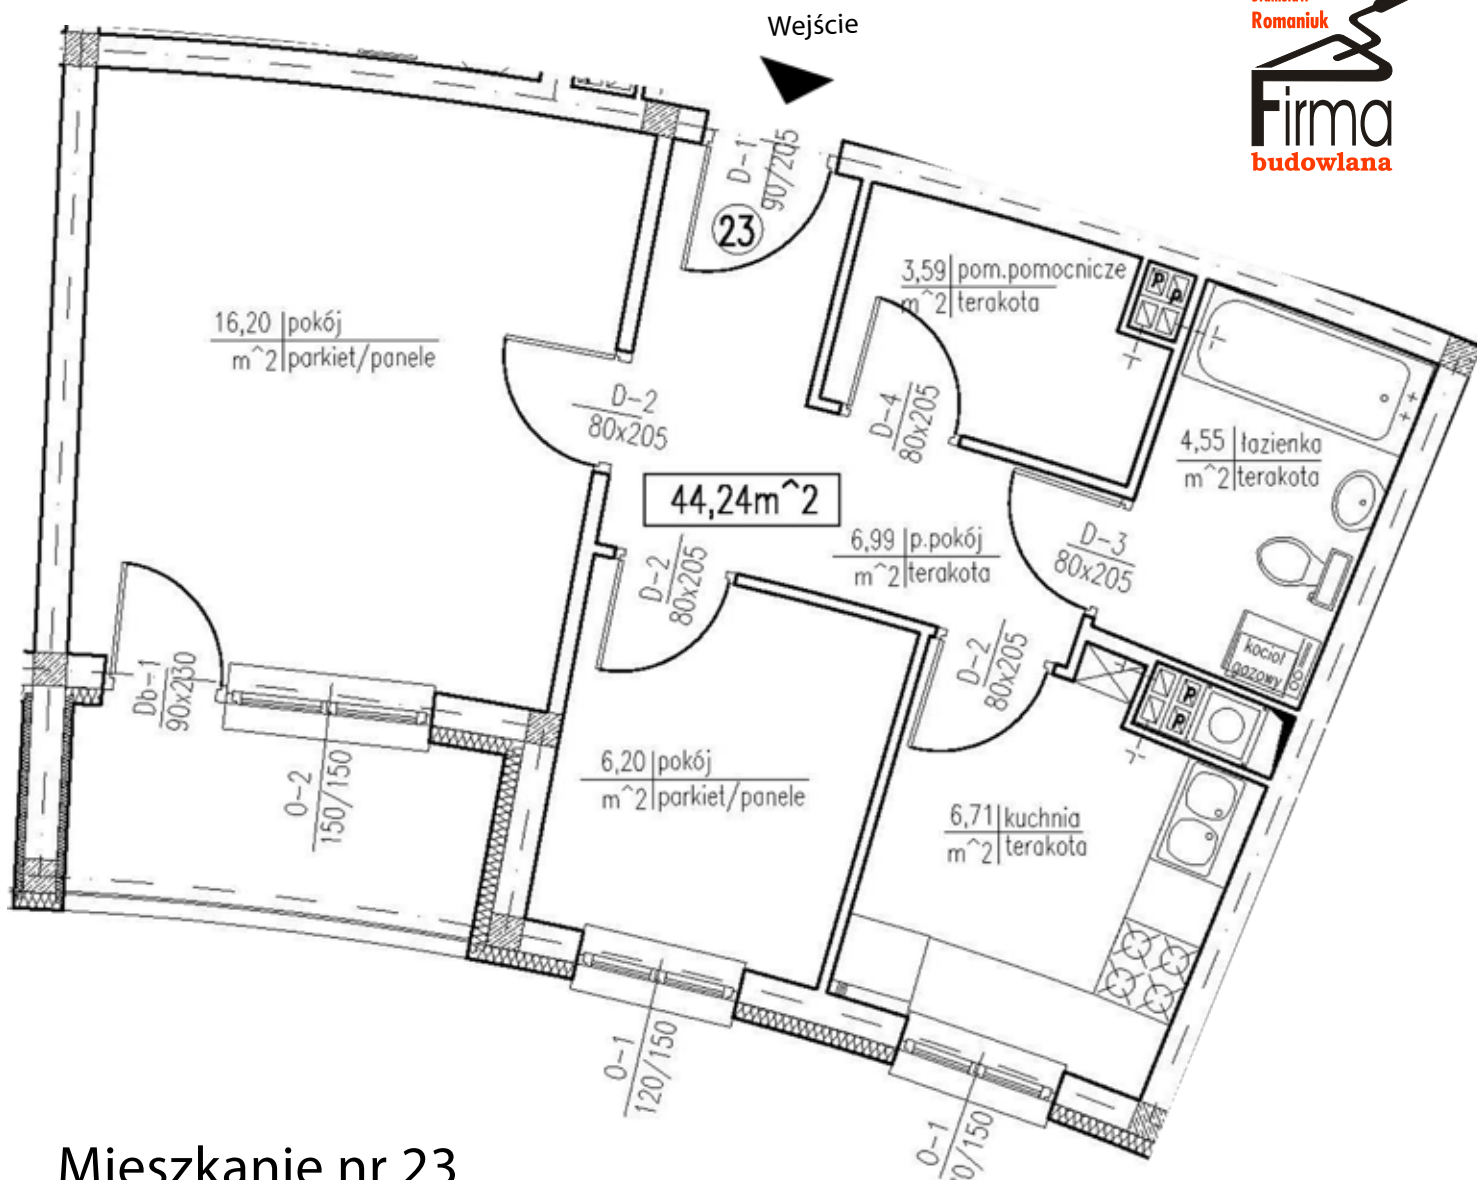 Wejście
Romaniuk
Firma
budowlana
D-1
90/205
23
3,59 pom.pomocnicze
m^2 terakota
P P
16,20 pokój
m^2 parkiet/panele
D-2
80x205
D-4
80x205
4,55 łazienka
m^2 terakota
44,24m^2
6,99 p.pokój
m^2 terakota
D-3
80x205
D-2
80x205
D-2
80x205
kocioł
gazowy
Db-1
90x230
P
P
O-2
150/150
6,20 pokój
m^2 parkiet/panele
6,71 kuchnia
m^2 terakota
O-1
120/150
O-1
0/150
Mieszkanie nr 23